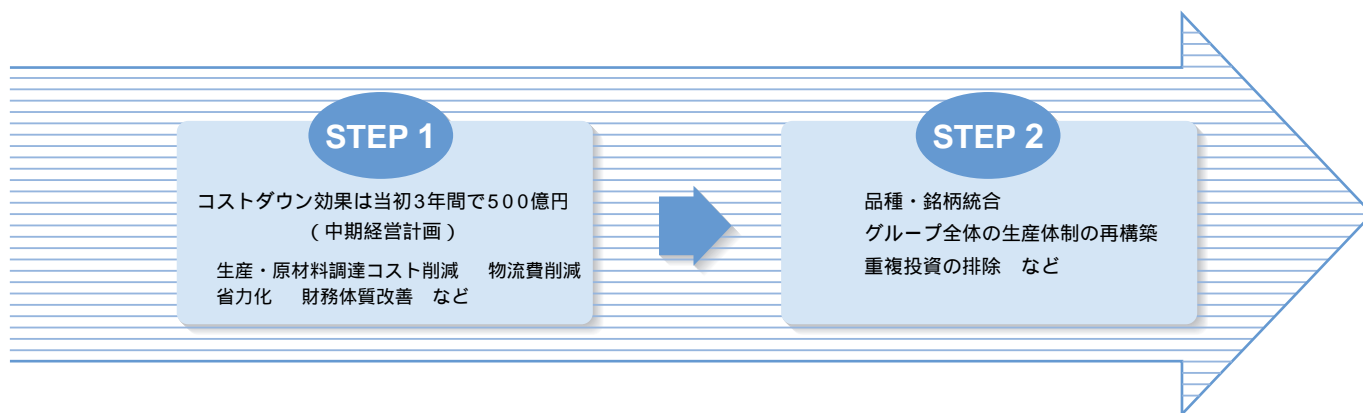 STEP 1
コストダウン効果は当初3年間で500億円
(中期経営計画)
生産・原材料調達コスト削減　物流費削減
省力化　財務体質改善　など
STEP 2
品種・銘柄統合
グループ全体の生産体制の再構築
重複投資の排除　など